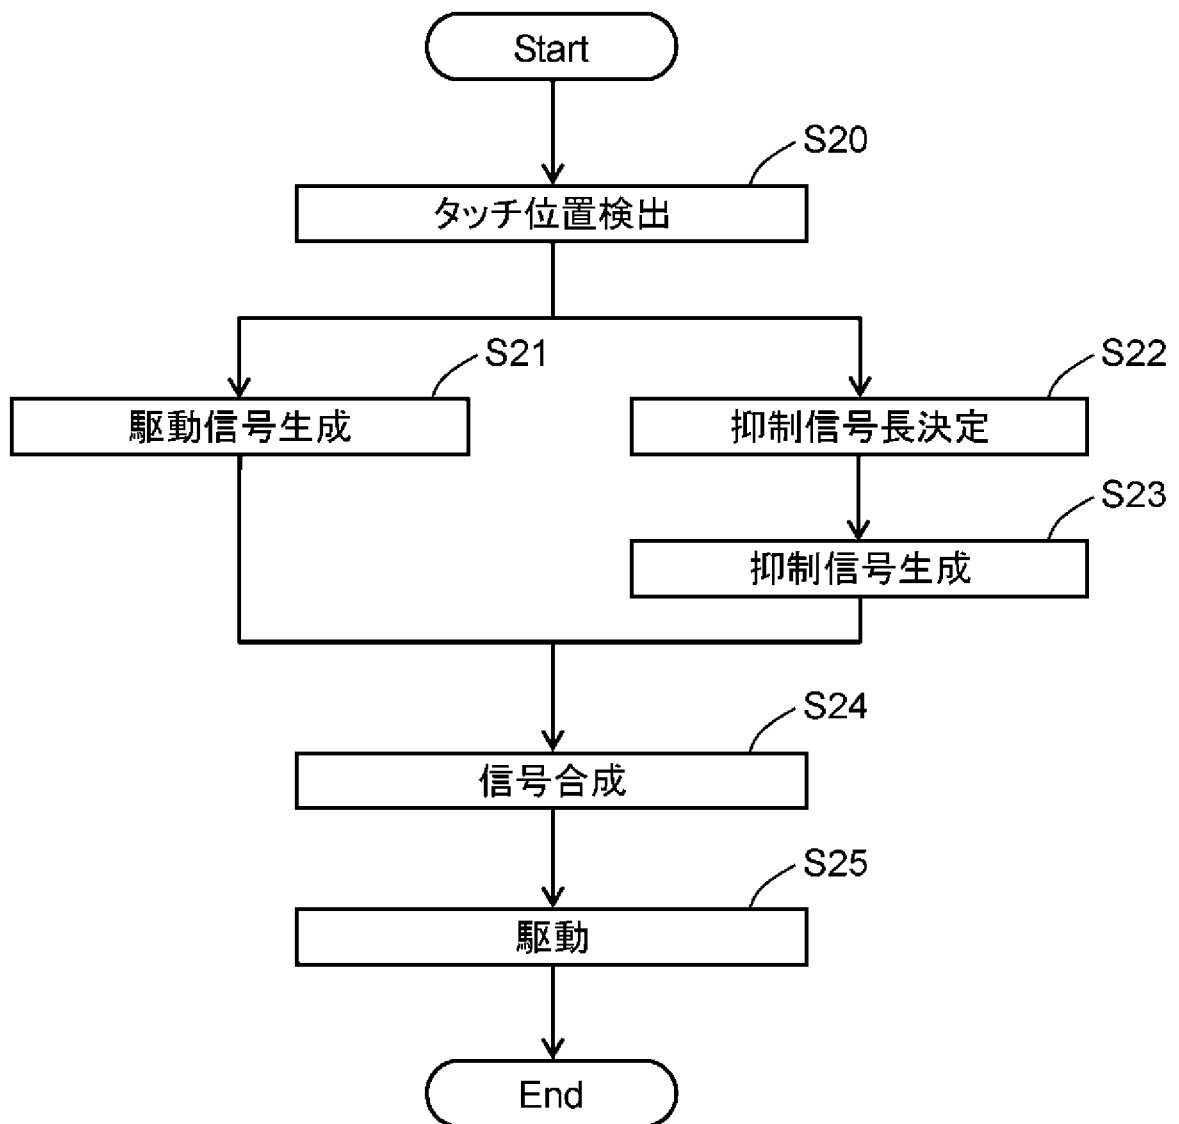 Start
S20
タッチ位置検出
S21
駆動信号生成
S22
抑制信号長決定
S23
抑制信号生成
S24
信号合成
S25
駆動
End